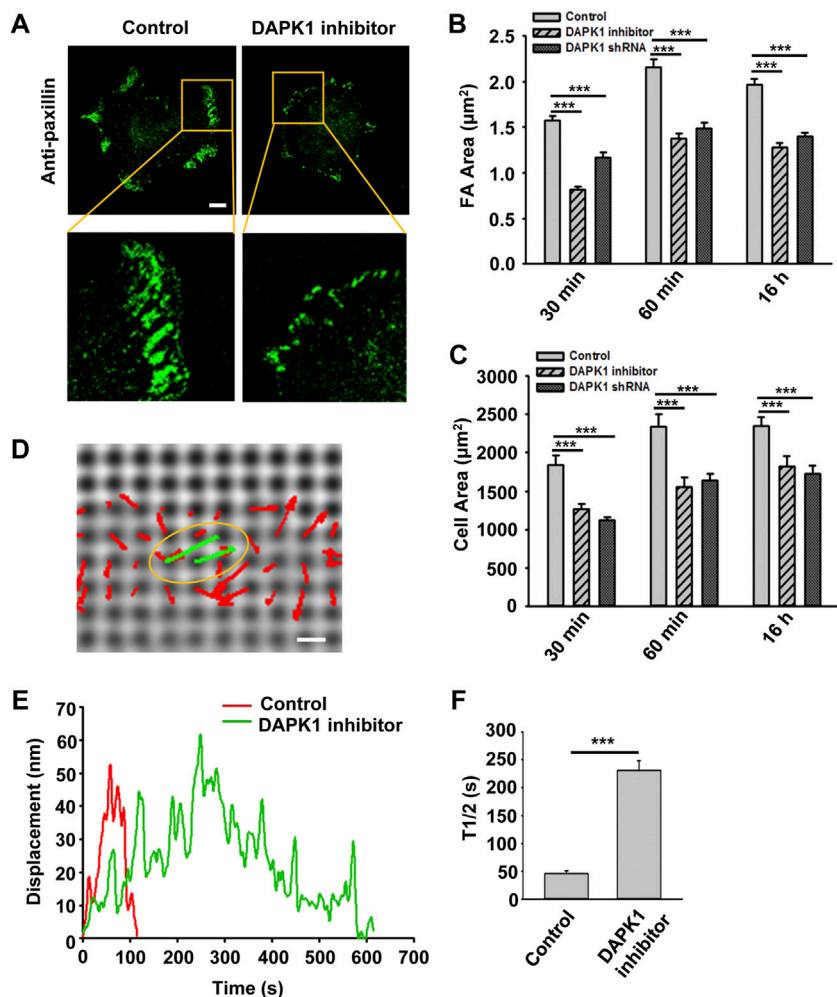 A
Control
DAPK1 inhibitor
Anti-paxillin
B
Control
DAPK1 inhibitor
DAPK1 shRNA
FA Area (µm²)
2.5
2.0
1.5
1.0
0.5
0.0
***
***
***
***
***
***
30 min
60 min
16 h
C
Control
DAPK1 inhibitor
DAPK1 shRNA
Cell Area (µm²)
3000
2500
2000
1500
1000
500
0
***
***
***
***
***
***
30 min
60 min
16 h
D
E
Control
DAPK1 inhibitor
Displacement (nm)
70
60
50
40
30
20
10
0
0 100 200 300 400 500 600 700
Time (s)
F
T1/2 (s)
300
250
200
150
100
50
0
***
Control
DAPK1
inhibitor